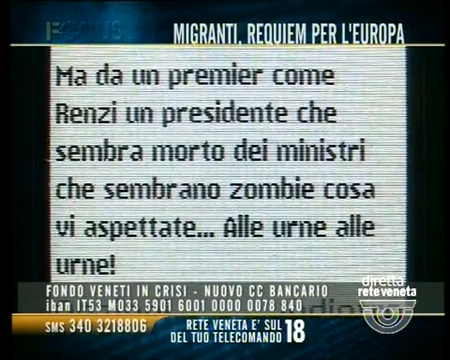 FOCUS
MIGRANTI. REQUIEM PER L'EUROPA
Ma da un premier come
Renzi un presidente che
sembra morto dei ministri
che sembrano zombie cosa
vi aspettate... Alle urne alle
urne!
diretta
reteveneta
FONDO VENETI IN CRISI - NUOVO CC BANCARIO
iban IT53 M033 5901 6001 0000 0078 840
SMS 340 3218806
RETE VENETA E' SUL 18
DEL TUO TELECOMANDO